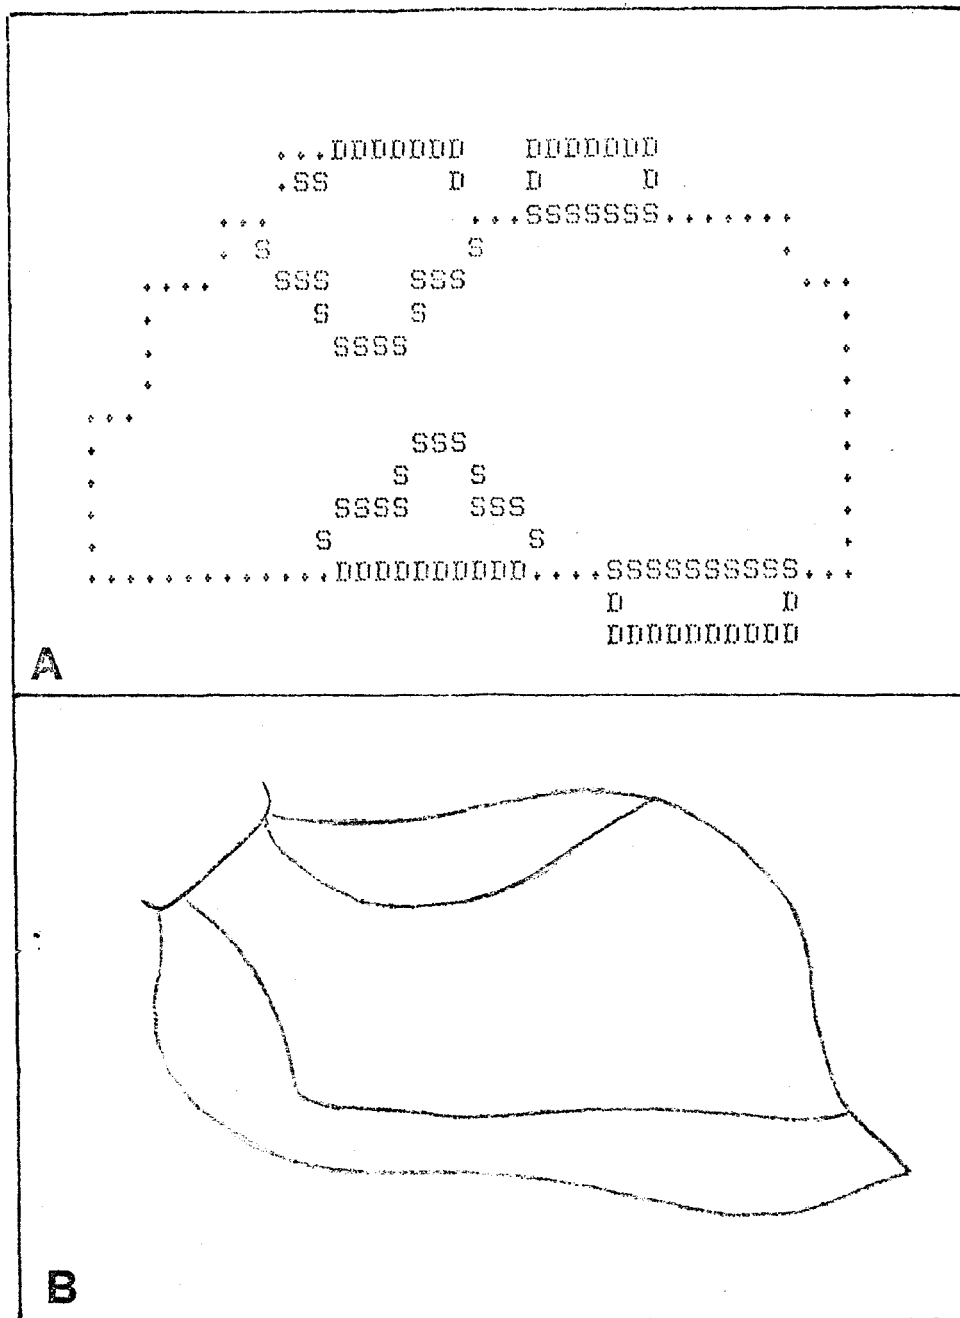 ...DDDDDDD DDDDDDD
.SS D D D
... ...SSSSSSS.......
. S S .
.... SSS SSS ...
. S S .
. SSSS .
. .
... .
. SSS .
. S S .
. SSSS SSS .
. S S .
.............DDDDDDDDDD....SSSSSSSSSS...
D D
DDDDDDDDDD
A
B